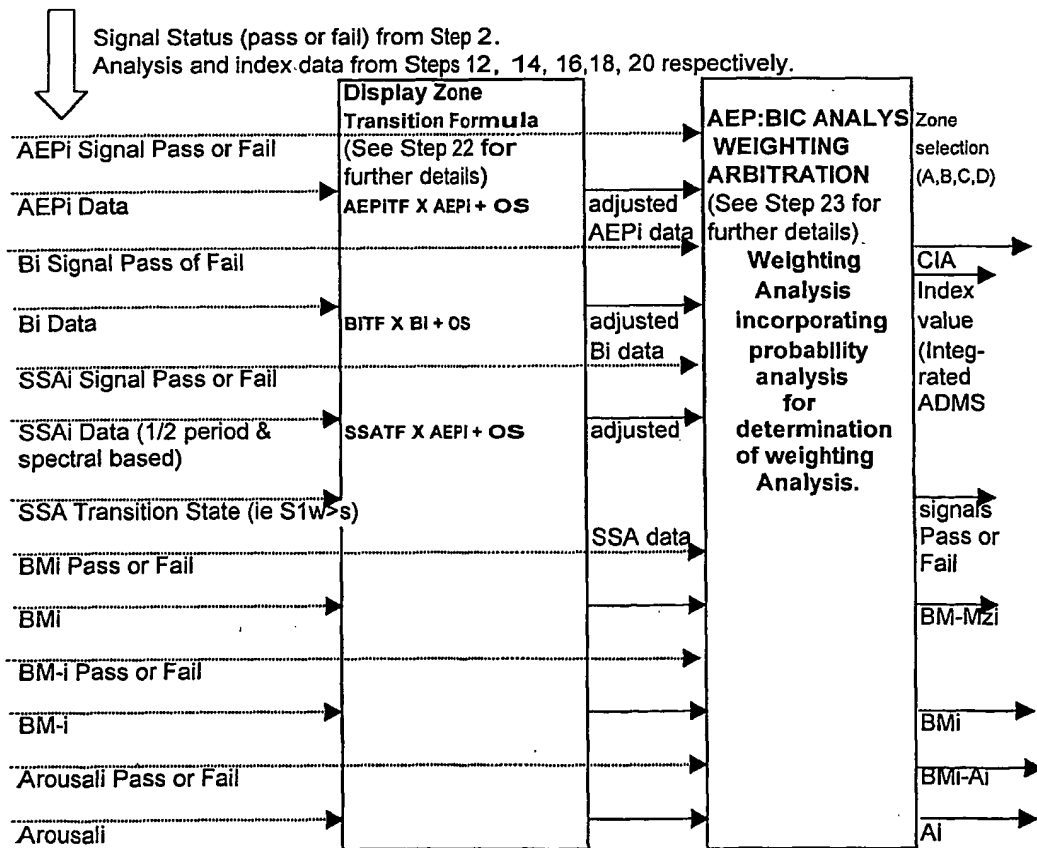 Signal Status (pass or fail) from Step 2.
Analysis and index data from Steps 12, 14, 16,18, 20 respectively.
AEPi Signal Pass or Fail
AEPi Data
Bi Signal Pass of Fail
Bi Data
SSAi Signal Pass or Fail
SSAi Data (1/2 period &
spectral based)
SSA Transition State (ie S1w>s)
BMi Pass or Fail
BMi
BM-i Pass or Fail
BM-i
Arousali Pass or Fail
Arousali
Display Zone
Transition Formula
(See Step 22 for
further details)
AEPITF X AEPI + OS
BITF X BI + OS
SSATF X AEPI + OS
adjusted
AEPi data
adjusted
Bi data
adjusted
SSA data
AEP:BIC ANALYS
WEIGHTING
ARBITRATION
(See Step 23 for
further details)
Weighting
Analysis
incorporating
probability
analysis
for
determination
of weighting
Analysis.
Zone
selection
(A,B,C,D)
CIA
Index
value
(Integ-
rated
ADMS
signals
Pass or
Fail
BM-Mzi
BMi
BMi-Ai
Ai